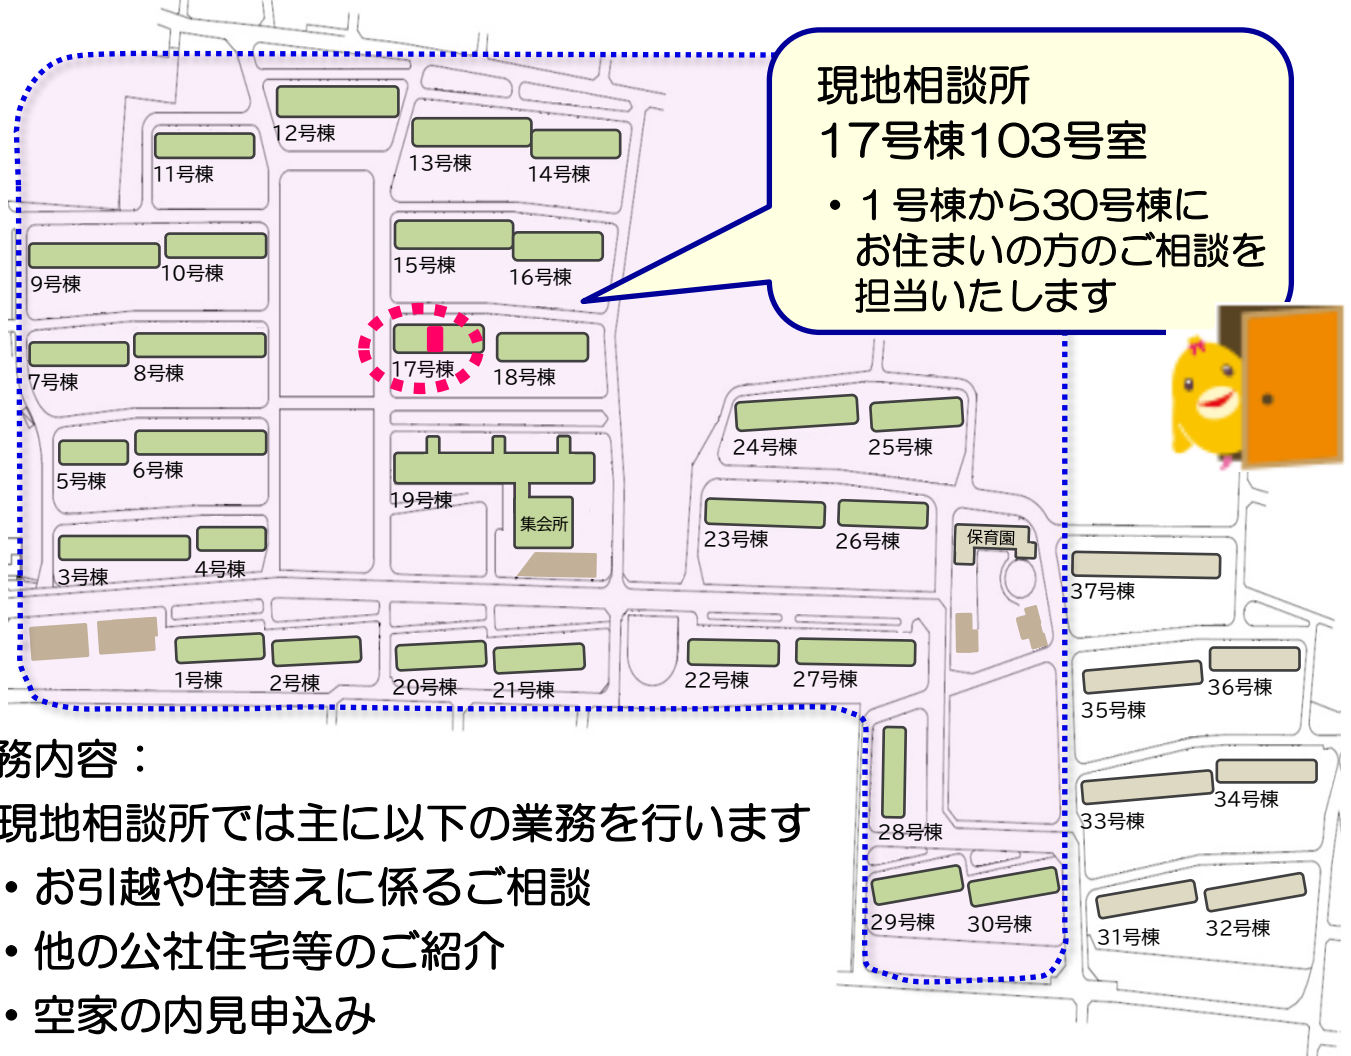 現地相談所
17号棟103号室
・１号棟から30号棟に
お住まいの方のご相談を
担当いたします
12号棟
11号棟
13号棟
14号棟
9号棟
10号棟
15号棟
16号棟
7号棟
8号棟
17号棟
18号棟
5号棟
6号棟
19号棟
集会所
24号棟
25号棟
23号棟
26号棟
保育園
3号棟
4号棟
37号棟
1号棟
2号棟
20号棟
21号棟
22号棟
27号棟
35号棟
36号棟
28号棟
33号棟
34号棟
29号棟
30号棟
31号棟
32号棟
務内容：
現地相談所では主に以下の業務を行います
・お引越や住替えに係るご相談
・他の公社住宅等のご紹介
・空家の内見申込み